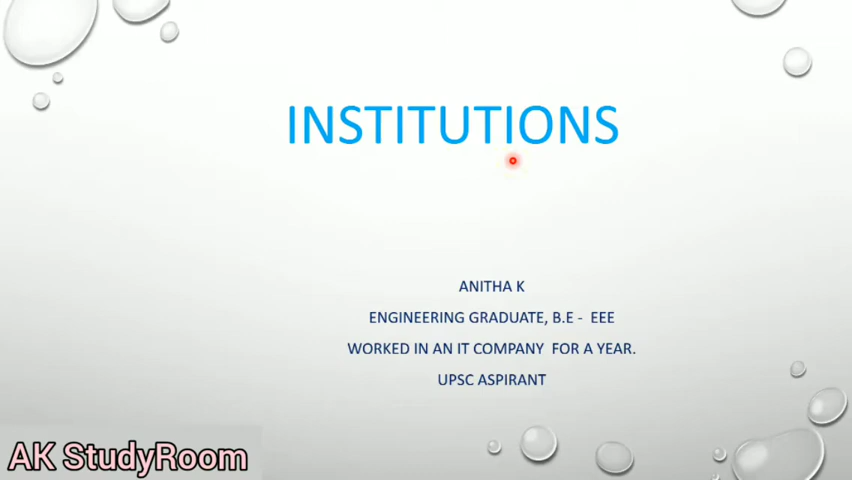 INSTITUTIONS
ANITHA K
ENGINEERING GRADUATE, B.E - EEE
WORKED IN AN IT COMPANY FOR A YEAR.
UPSC ASPIRANT
AK StudyRoom